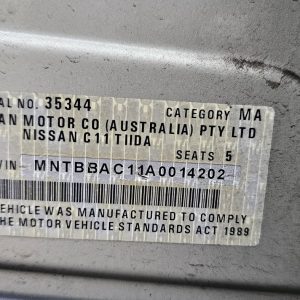 AL NO. 35344 CATEGORY MA
AN MOTOR CO (AUSTRALIA) PTY LTD
NISSAN C11 TIIDA
SEATS 5
VIN MNTBBAC11A0014202
VEHICLE WAS MANUFACTURED TO COMPLY
THE MOTOR VEHICLE STANDARDS ACT 1989